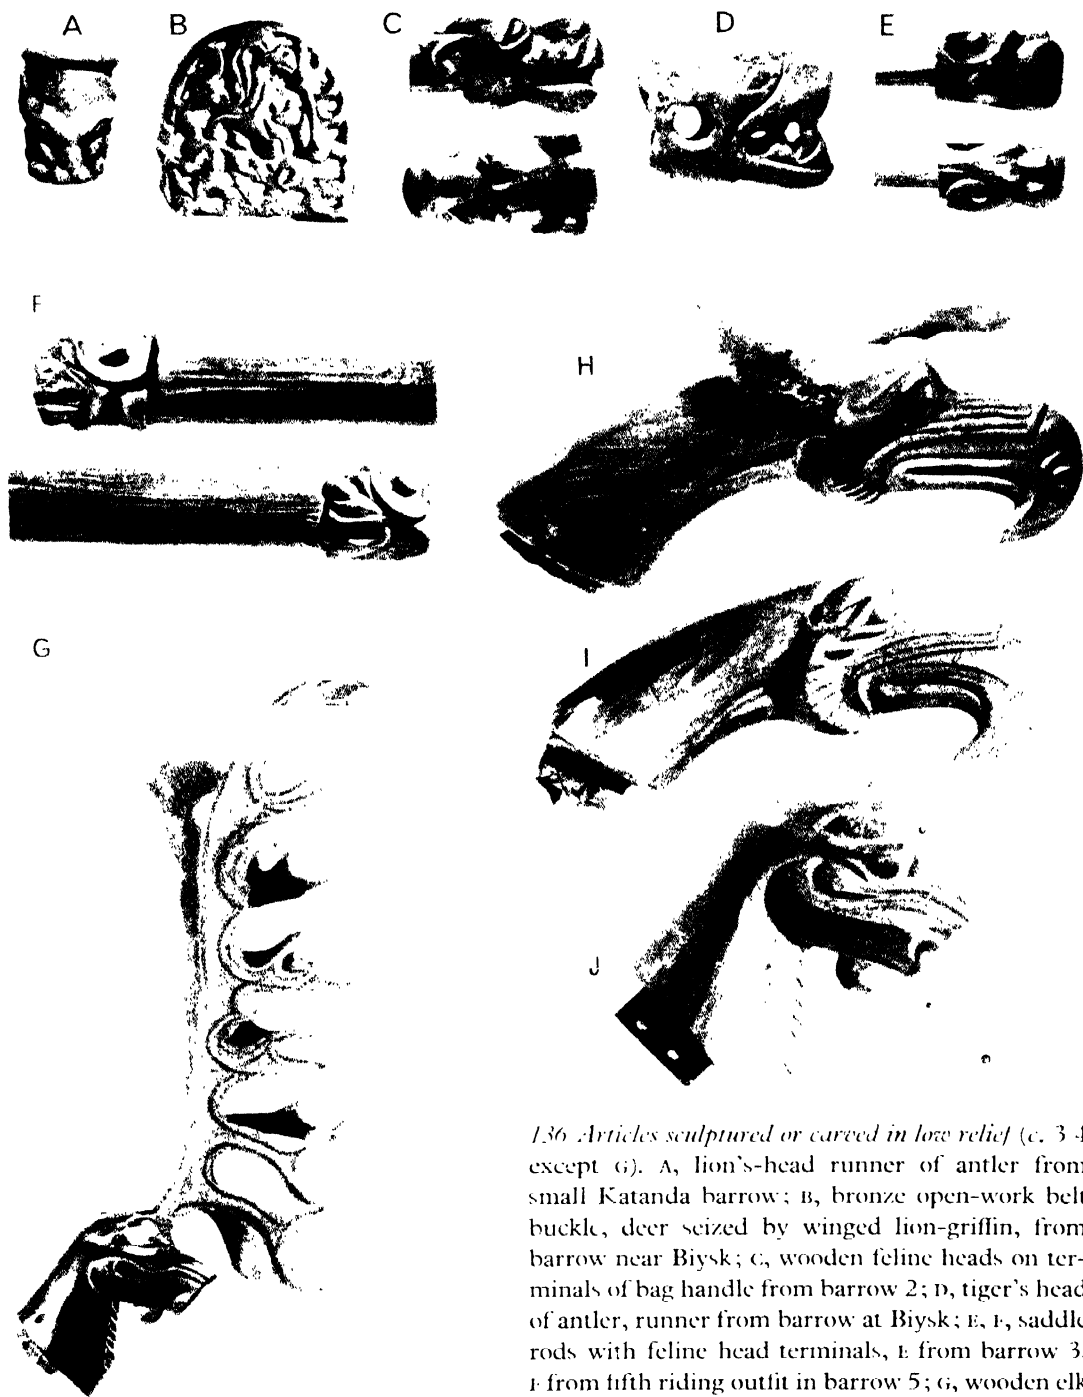 A B C D E
F
H
G
I
J
136 Articles sculptured or carved in low relief (c. 3 4
except G). A, lion's-head runner of antler from
small Katanda barrow; B, bronze open-work belt
buckle, deer seized by winged lion-griffin, from
barrow near Biysk; C, wooden feline heads on ter-
minals of bag handle from barrow 2; D, tiger's head
of antler, runner from barrow at Biysk; E, F, saddle
rods with feline head terminals, E from barrow 3,
F from fifth riding outfit in barrow 5; G, wooden elk